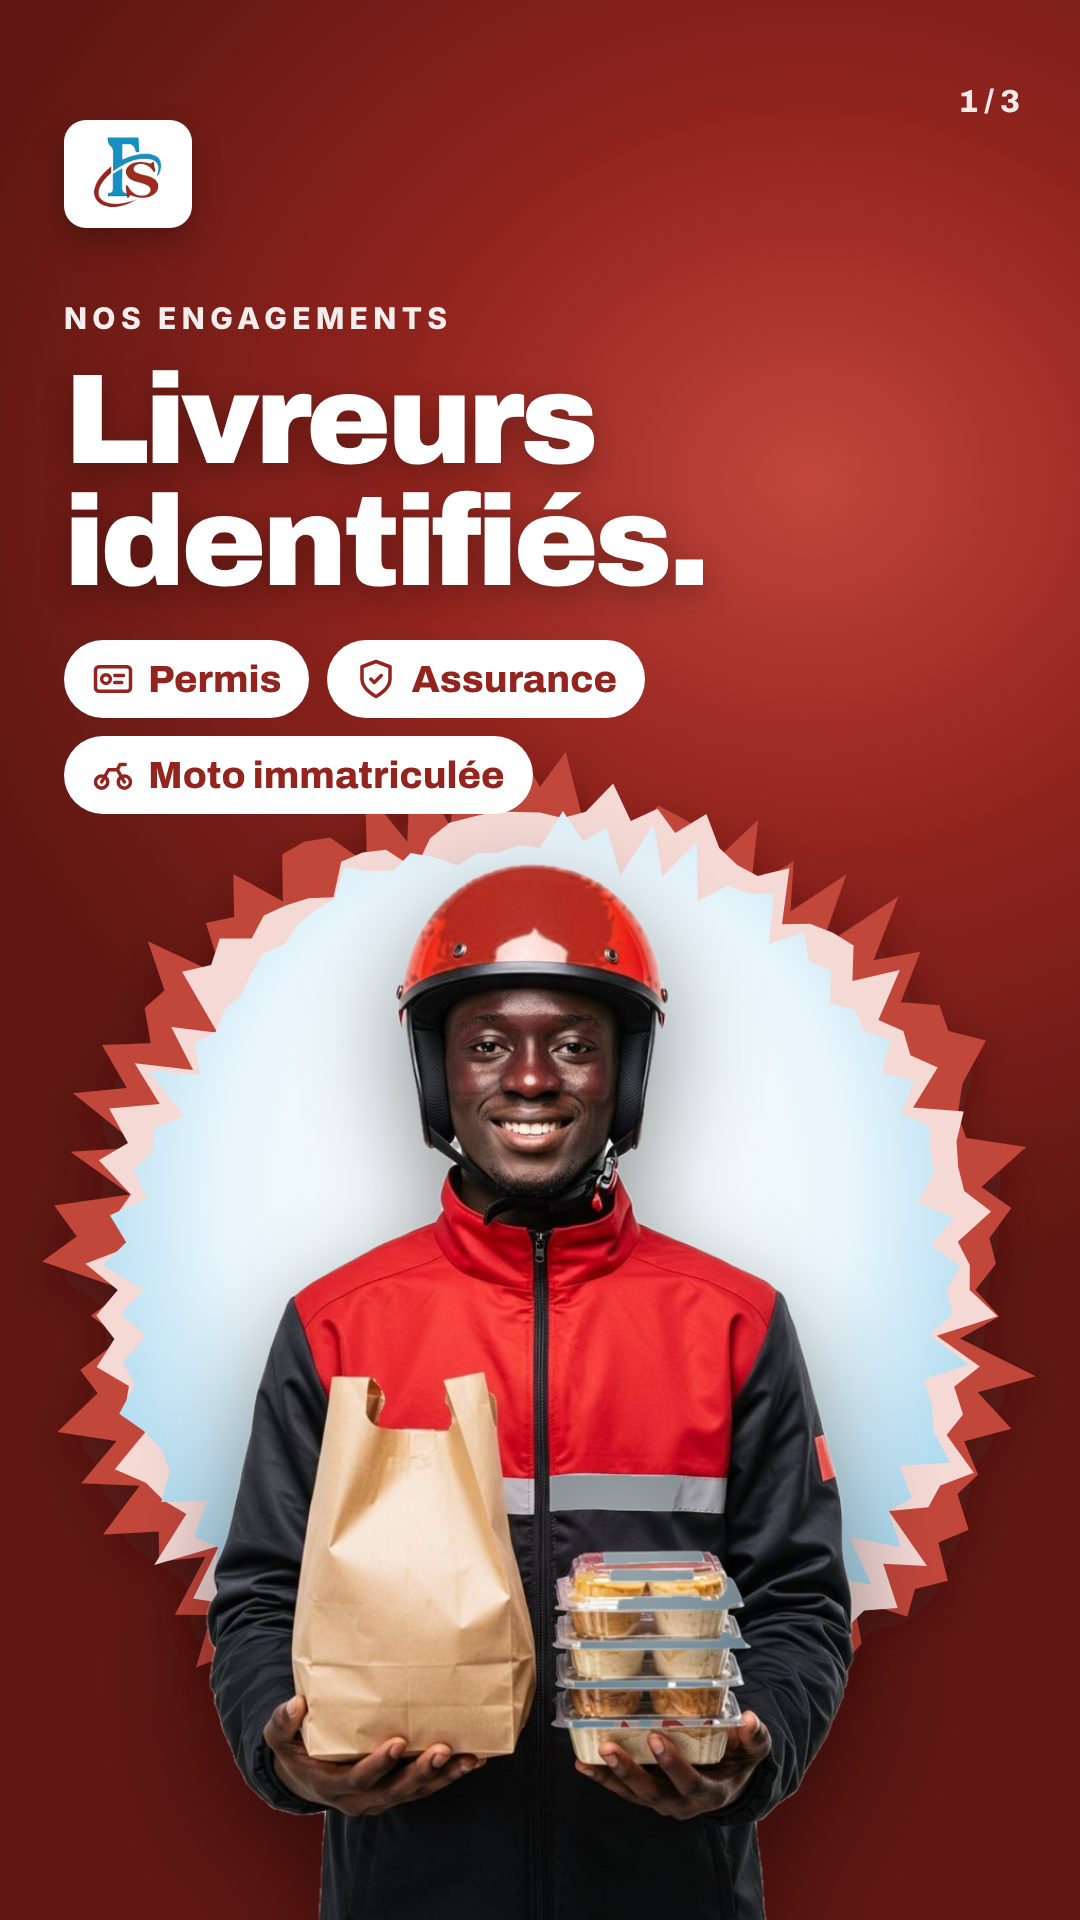 1/3
FS
NOS ENGAGEMENTS
Livreurs
identifiés.
Permis
Assurance
Moto immatriculée